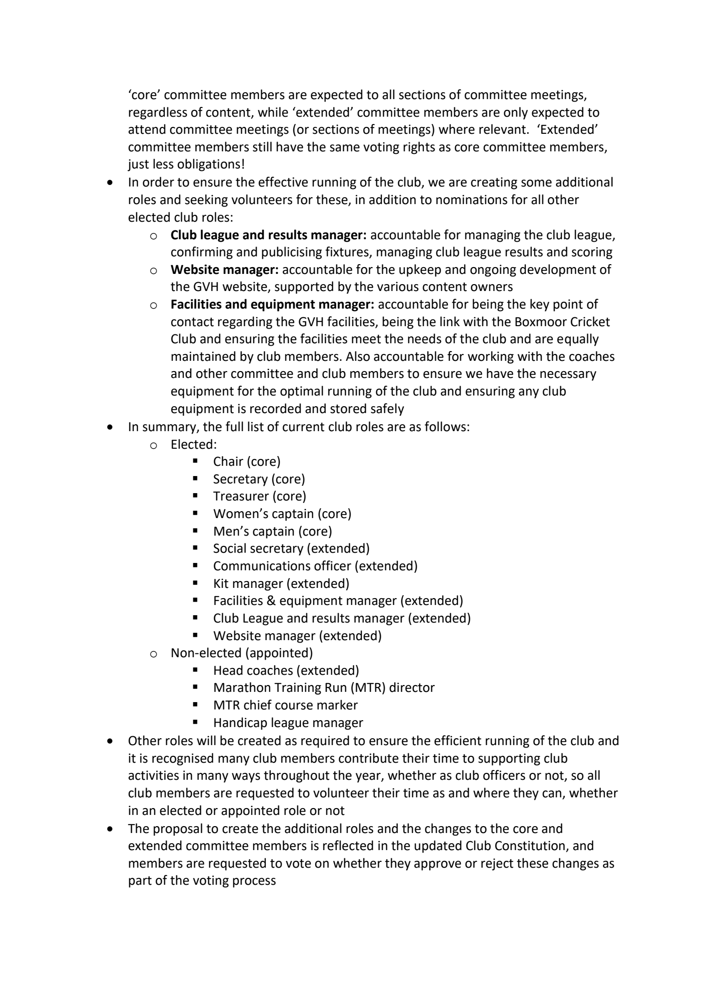 ‘core’ committee members are expected to all sections of committee meetings,
regardless of content, while ‘extended’ committee members are only expected to
attend committee meetings (or sections of meetings) where relevant.  ‘Extended’
committee members still have the same voting rights as core committee members,
just less obligations!
• In order to ensure the effective running of the club, we are creating some additional
roles and seeking volunteers for these, in addition to nominations for all other
elected club roles:
o Club league and results manager: accountable for managing the club league,
confirming and publicising fixtures, managing club league results and scoring
o Website manager: accountable for the upkeep and ongoing development of
the GVH website, supported by the various content owners
o Facilities and equipment manager: accountable for being the key point of
contact regarding the GVH facilities, being the link with the Boxmoor Cricket
Club and ensuring the facilities meet the needs of the club and are equally
maintained by club members. Also accountable for working with the coaches
and other committee and club members to ensure we have the necessary
equipment for the optimal running of the club and ensuring any club
equipment is recorded and stored safely
• In summary, the full list of current club roles are as follows:
o Elected:
▪ Chair (core)
▪ Secretary (core)
▪ Treasurer (core)
▪ Women’s captain (core)
▪ Men’s captain (core)
▪ Social secretary (extended)
▪ Communications officer (extended)
▪ Kit manager (extended)
▪ Facilities & equipment manager (extended)
▪ Club League and results manager (extended)
▪ Website manager (extended)
o Non-elected (appointed)
▪ Head coaches (extended)
▪ Marathon Training Run (MTR) director
▪ MTR chief course marker
▪ Handicap league manager
• Other roles will be created as required to ensure the efficient running of the club and
it is recognised many club members contribute their time to supporting club
activities in many ways throughout the year, whether as club officers or not, so all
club members are requested to volunteer their time as and where they can, whether
in an elected or appointed role or not
• The proposal to create the additional roles and the changes to the core and
extended committee members is reflected in the updated Club Constitution, and
members are requested to vote on whether they approve or reject these changes as
part of the voting process